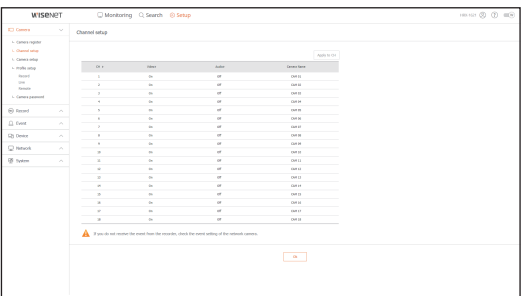 WISENET
Monitoring Search Setup
Camera
Channel setup
Camera register
Channel setup
Camera setup
Profile setup
Record
Live
Remote
Camera password
Record
Event
Device
Network
System
Apply to CH
CH Video Audio Camera Name
1 On Off CAM 01
2 On Off CAM 02
3 On Off CAM 03
4 On Off CAM 04
5 On Off CAM 05
6 On Off CAM 06
7 On Off CAM 07
8 On Off CAM 08
9 On Off CAM 09
10 On Off CAM 10
11 On Off CAM 11
12 On Off CAM 12
13 On Off CAM 13
14 On Off CAM 14
15 On Off CAM 15
16 On Off CAM 16
17 On Off CAM 17
18 On Off CAM 18
If you do not receive the event from the recorder, check the event setting of the network camera.
Ok